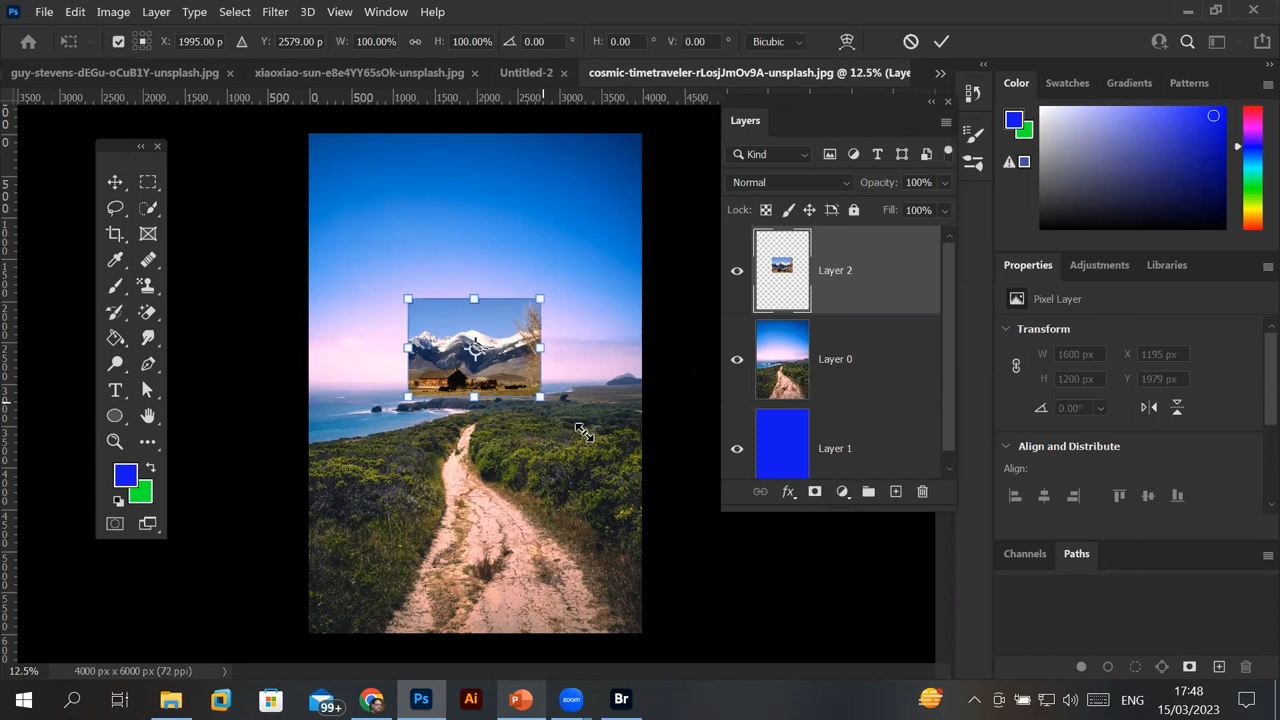 Ps File Edit Image Layer Type Select Filter 3D View Window Help
X: 1995.00 p Y: 2579.00 p W: 100.00% H: 100.00% 0.00 ° H: 0.00 ° V: 0.00 ° Bicubic
guy-stevens-dEGu-oCuB1Y-unsplash.jpg × xiaoxiao-sun-e8e4YY65sOk-unsplash.jpg × Untitled-2 × cosmic-timetraveler-rLosjJmOv9A-unsplash.jpg @ 12.5% (Laye
3500 3000 2500 2000 1500 1000 500 0 500 1000 1500 2000 2500 3000 3500 4000 4500
Layers
Kind
Normal Opacity: 100%
Lock: Fill: 100%
Layer 2
Layer 0
Layer 1
fx
Color Swatches Gradients Patterns
Properties Adjustments Libraries
Pixel Layer
Transform
W 1600 px X 1195 px
H 1200 px Y 1979 px
0.00°
Align and Distribute
Align:
Channels Paths
12.5% 4000 px x 6000 px (72 ppi)
99+ Ps Ai P zoom Br
ENG
17:48
15/03/2023